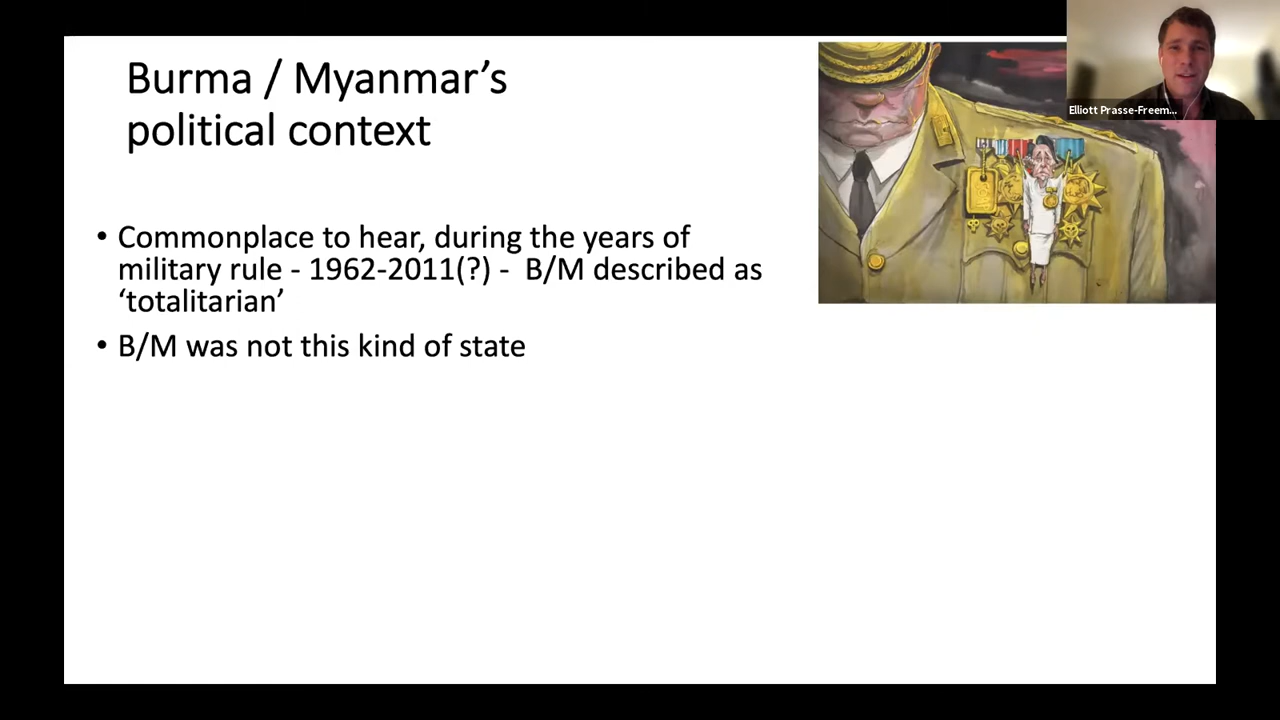 Burma / Myanmar’s
political context
Elliott Prasse-Freem...
• Commonplace to hear, during the years of
military rule - 1962-2011(?) - B/M described as
‘totalitarian’
• B/M was not this kind of state